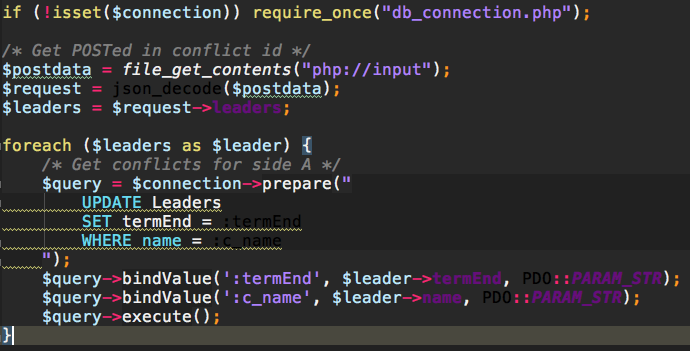 if (!isset($connection)) require_once("db_connection.php");
/* Get POSTed in conflict id */
$postdata = file_get_contents("php://input");
$request = json_decode($postdata);
$leaders = $request->leaders;
foreach ($leaders as $leader) {
/* Get conflicts for side A */
$query = $connection->prepare("
UPDATE Leaders
SET termEnd = :termEnd
WHERE name = :c_name
");
$query->bindValue(':termEnd', $leader->termEnd, PDO::PARAM_STR);
$query->bindValue(':c_name', $leader->name, PDO::PARAM_STR);
$query->execute();
}